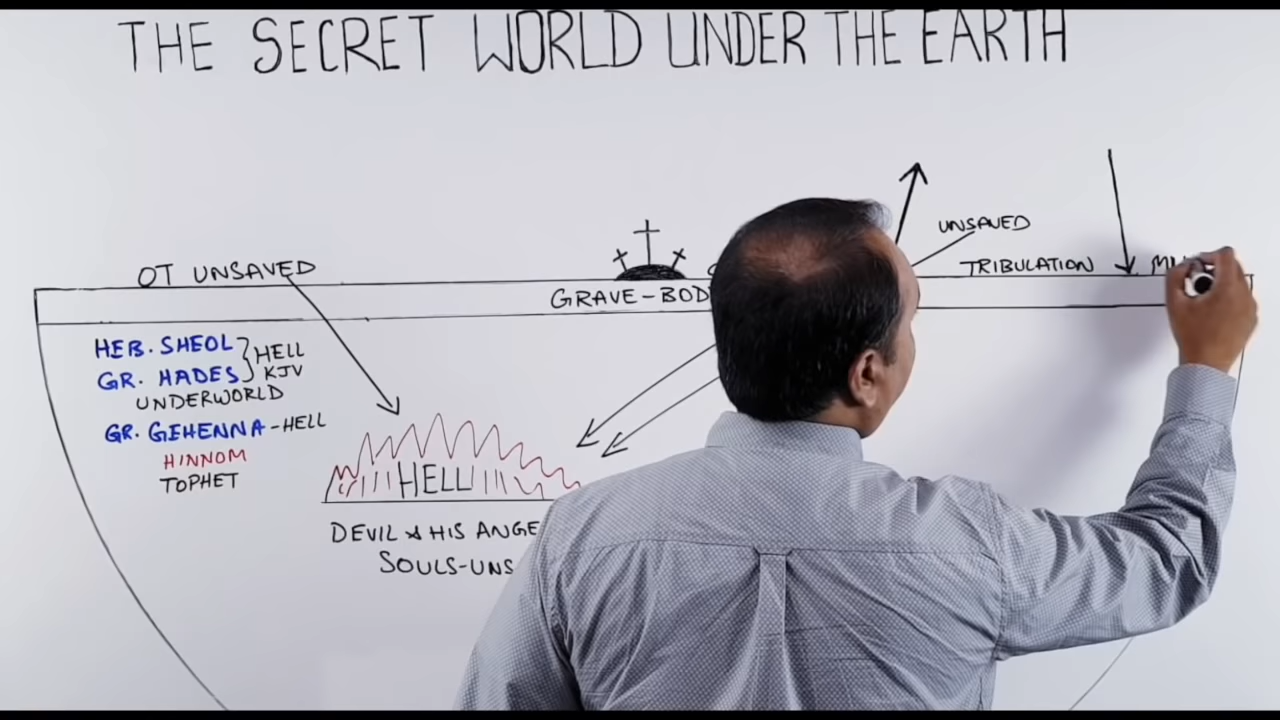 THE SECRET WORLD UNDER THE EARTH
UNSAVED
OT UNSAVED
TRIBULATION
GRAVE-BOD
HEB. SHEOL
GR. HADES
HELL
KJV
UNDERWORLD
GR. GEHENNA-HELL
HINNOM
TOPHET
HELL
DEVIL & HIS ANGE
SOULS-UNS